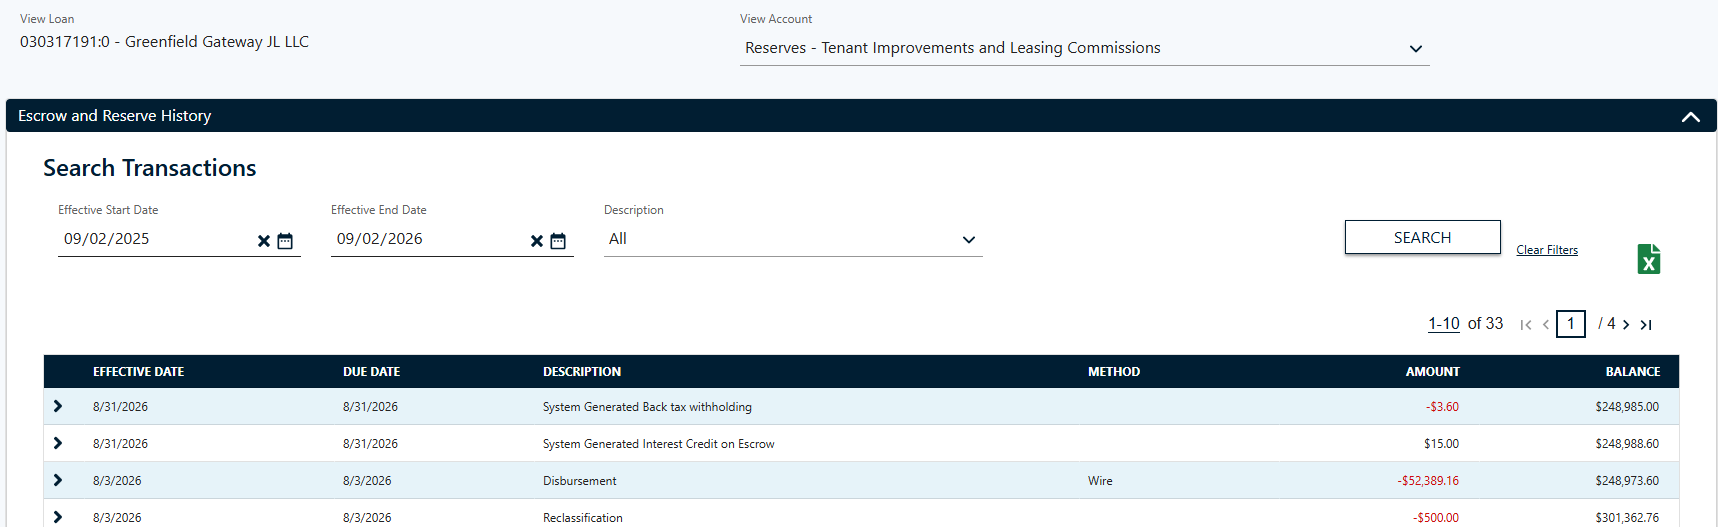 View Loan
030317191:0 - Greenfield Gateway JL LLC
View Account
Reserves - Tenant Improvements and Leasing Commissions
Escrow and Reserve History
Search Transactions
Effective Start Date
09/02/2025
Effective End Date
09/02/2026
Description
All
SEARCH
Clear Filters
1-10 of 33 1 / 4
EFFECTIVE DATE DUE DATE DESCRIPTION METHOD AMOUNT BALANCE
8/31/2026 8/31/2026 System Generated Back tax withholding -$3.60 $248,985.00
8/31/2026 8/31/2026 System Generated Interest Credit on Escrow $15.00 $248,988.60
8/3/2026 8/3/2026 Disbursement Wire -$52,389.16 $248,973.60
8/3/2026 8/3/2026 Reclassification -$500.00 $301,362.76